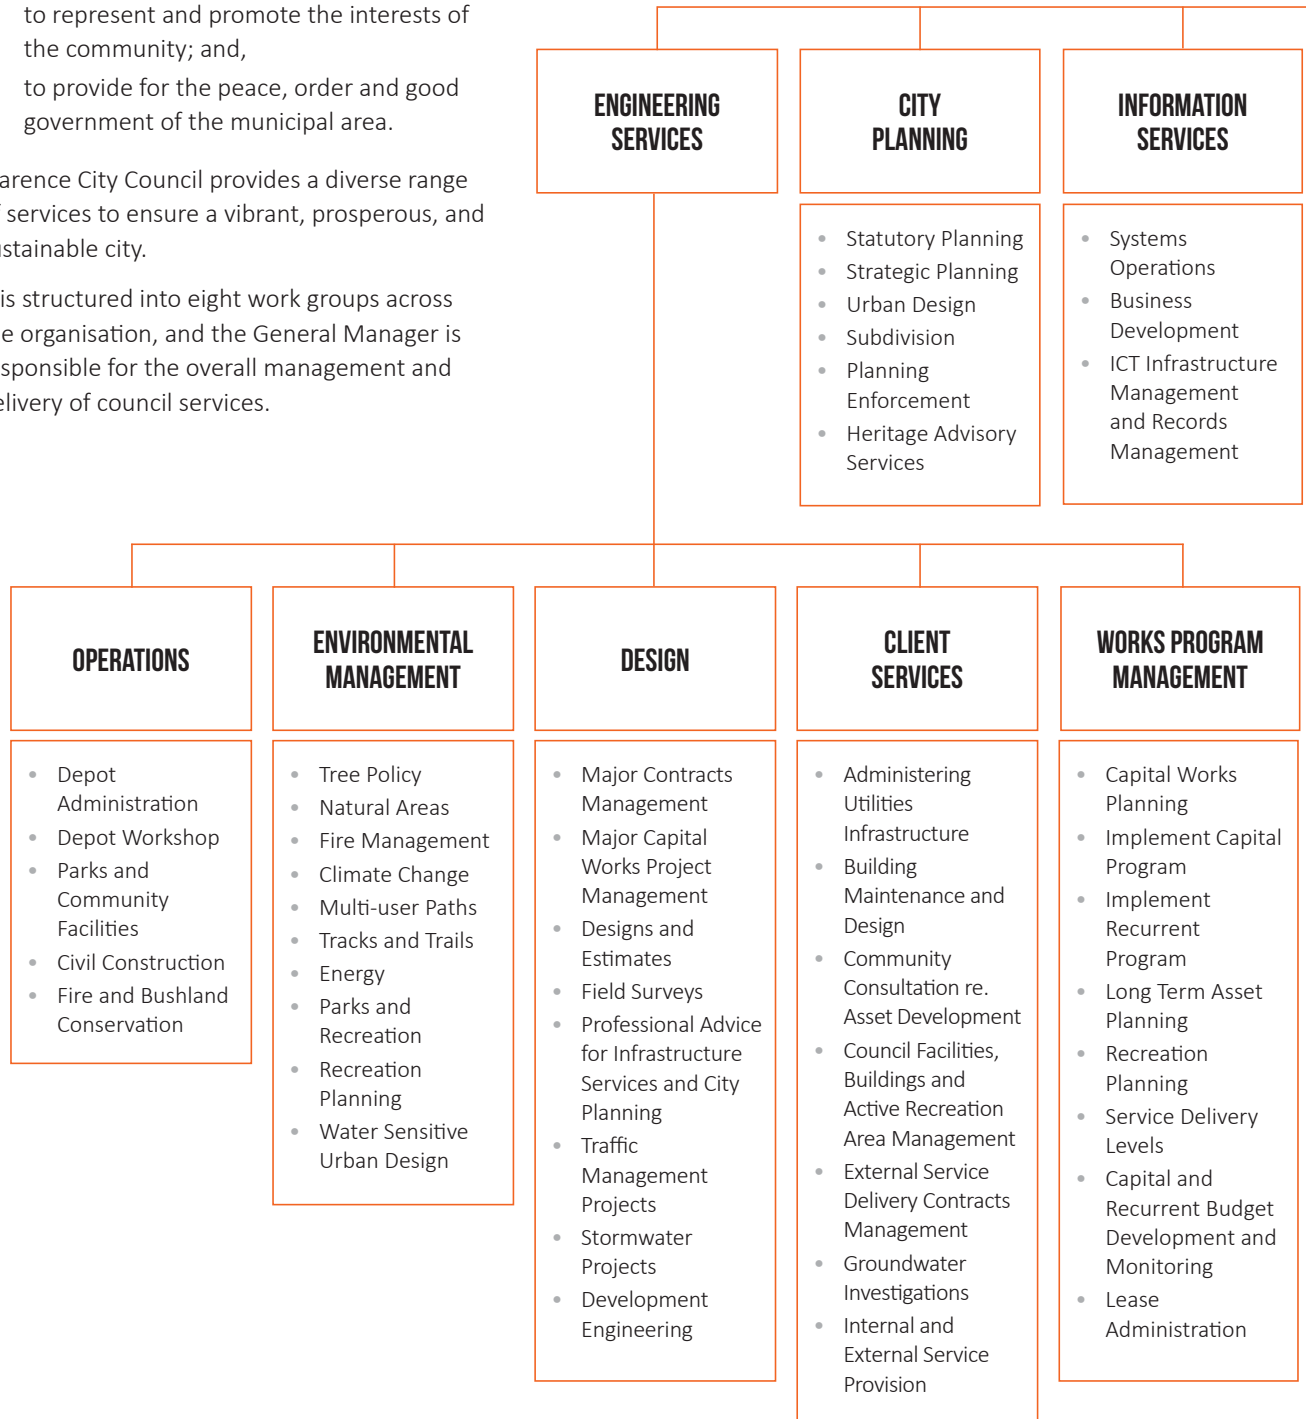 to represent and promote the interests of
the community; and,
to provide for the peace, order and good
government of the municipal area.
City Council provides a diverse range
services to ensure a vibrant, prosperous, and
city.
is structured into eight work groups across
organisation, and the General Manager is
for the overall management and
of council services.
ENGINEERING
SERVICES
CITY
PLANNING
• Statutory Planning
• Strategic Planning
• Urban Design
• Subdivision
• Planning
Enforcement
• Heritage Advisory
Services
INFORMATION
SERVICES
• Systems
Operations
• Business
Development
• ICT Infrastructure
Management
and Records
Management
OPERATIONS
• Depot
Administration
• Depot Workshop
• Parks and
Community
Facilities
• Civil Construction
• Fire and Bushland
Conservation
ENVIRONMENTAL
MANAGEMENT
• Tree Policy
• Natural Areas
• Fire Management
• Climate Change
• Multi-user Paths
• Tracks and Trails
• Energy
• Parks and
Recreation
• Recreation
Planning
• Water Sensitive
Urban Design
DESIGN
• Major Contracts
Management
• Major Capital
Works Project
Management
• Designs and
Estimates
• Field Surveys
• Professional Advice
for Infrastructure
Services and City
Planning
• Traffic
Management
Projects
• Stormwater
Projects
• Development
Engineering
CLIENT
SERVICES
• Administering
Utilities
Infrastructure
• Building
Maintenance and
Design
• Community
Consultation re.
Asset Development
• Council Facilities,
Buildings and
Active Recreation
Area Management
• External Service
Delivery Contracts
Management
• Groundwater
Investigations
• Internal and
External Service
Provision
WORKS PROGRAM
MANAGEMENT
• Capital Works
Planning
• Implement Capital
Program
• Implement
Recurrent
Program
• Long Term Asset
Planning
• Recreation
Planning
• Service Delivery
Levels
• Capital and
Recurrent Budget
Development and
Monitoring
• Lease
Administration